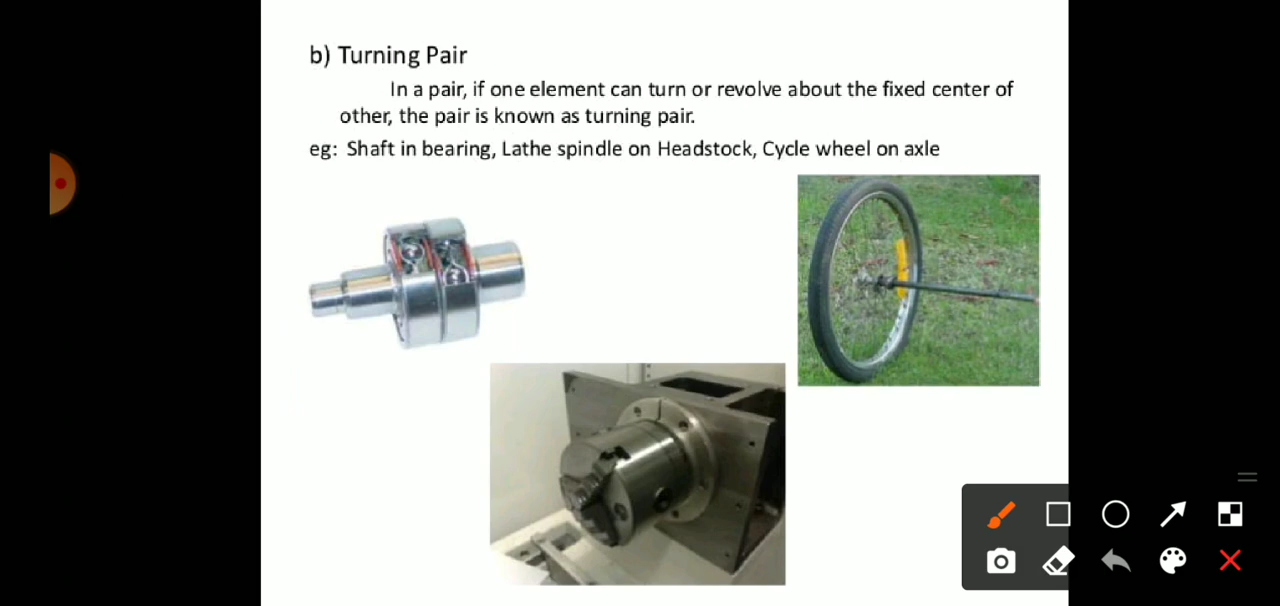 b) Turning Pair
In a pair, if one element can turn or revolve about the fixed center of
other, the pair is known as turning pair.
eg: Shaft in bearing, Lathe spindle on Headstock, Cycle wheel on axle